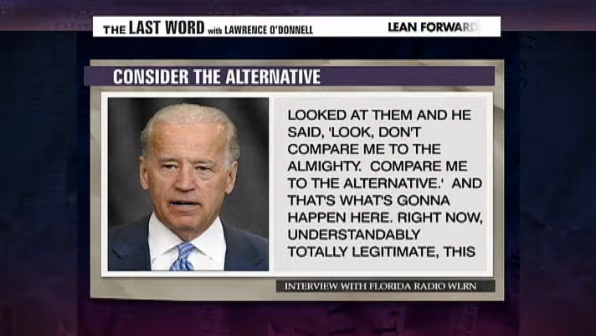 THE LAST WORD with LAWRENCE O'DONNELL
LEAN FORWARD
CONSIDER THE ALTERNATIVE
LOOKED AT THEM AND HE
SAID, 'LOOK, DON'T
COMPARE ME TO THE
ALMIGHTY. COMPARE ME
TO THE ALTERNATIVE.' AND
THAT'S WHAT'S GONNA
HAPPEN HERE. RIGHT NOW,
UNDERSTANDABLY
TOTALLY LEGITIMATE, THIS
INTERVIEW WITH FLORIDA RADIO WLRN